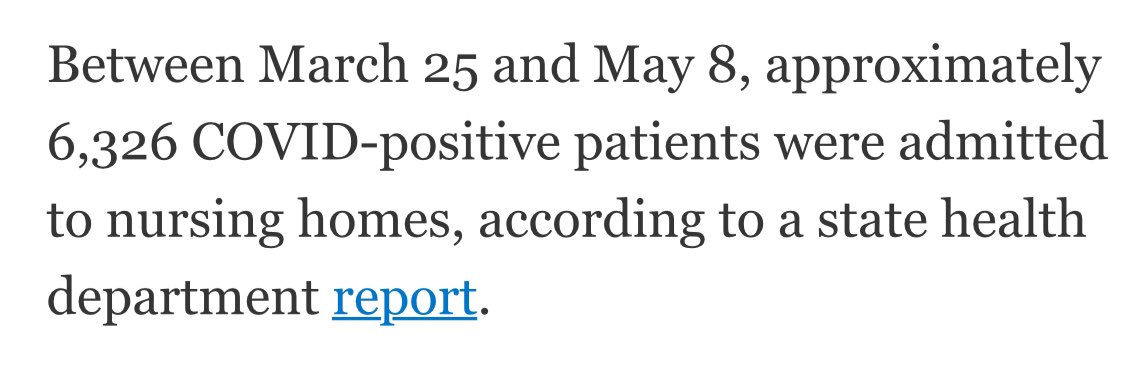 Between March 25 and May 8, approximately
6,326 COVID-positive patients were admitted
to nursing homes, according to a state health
department report.